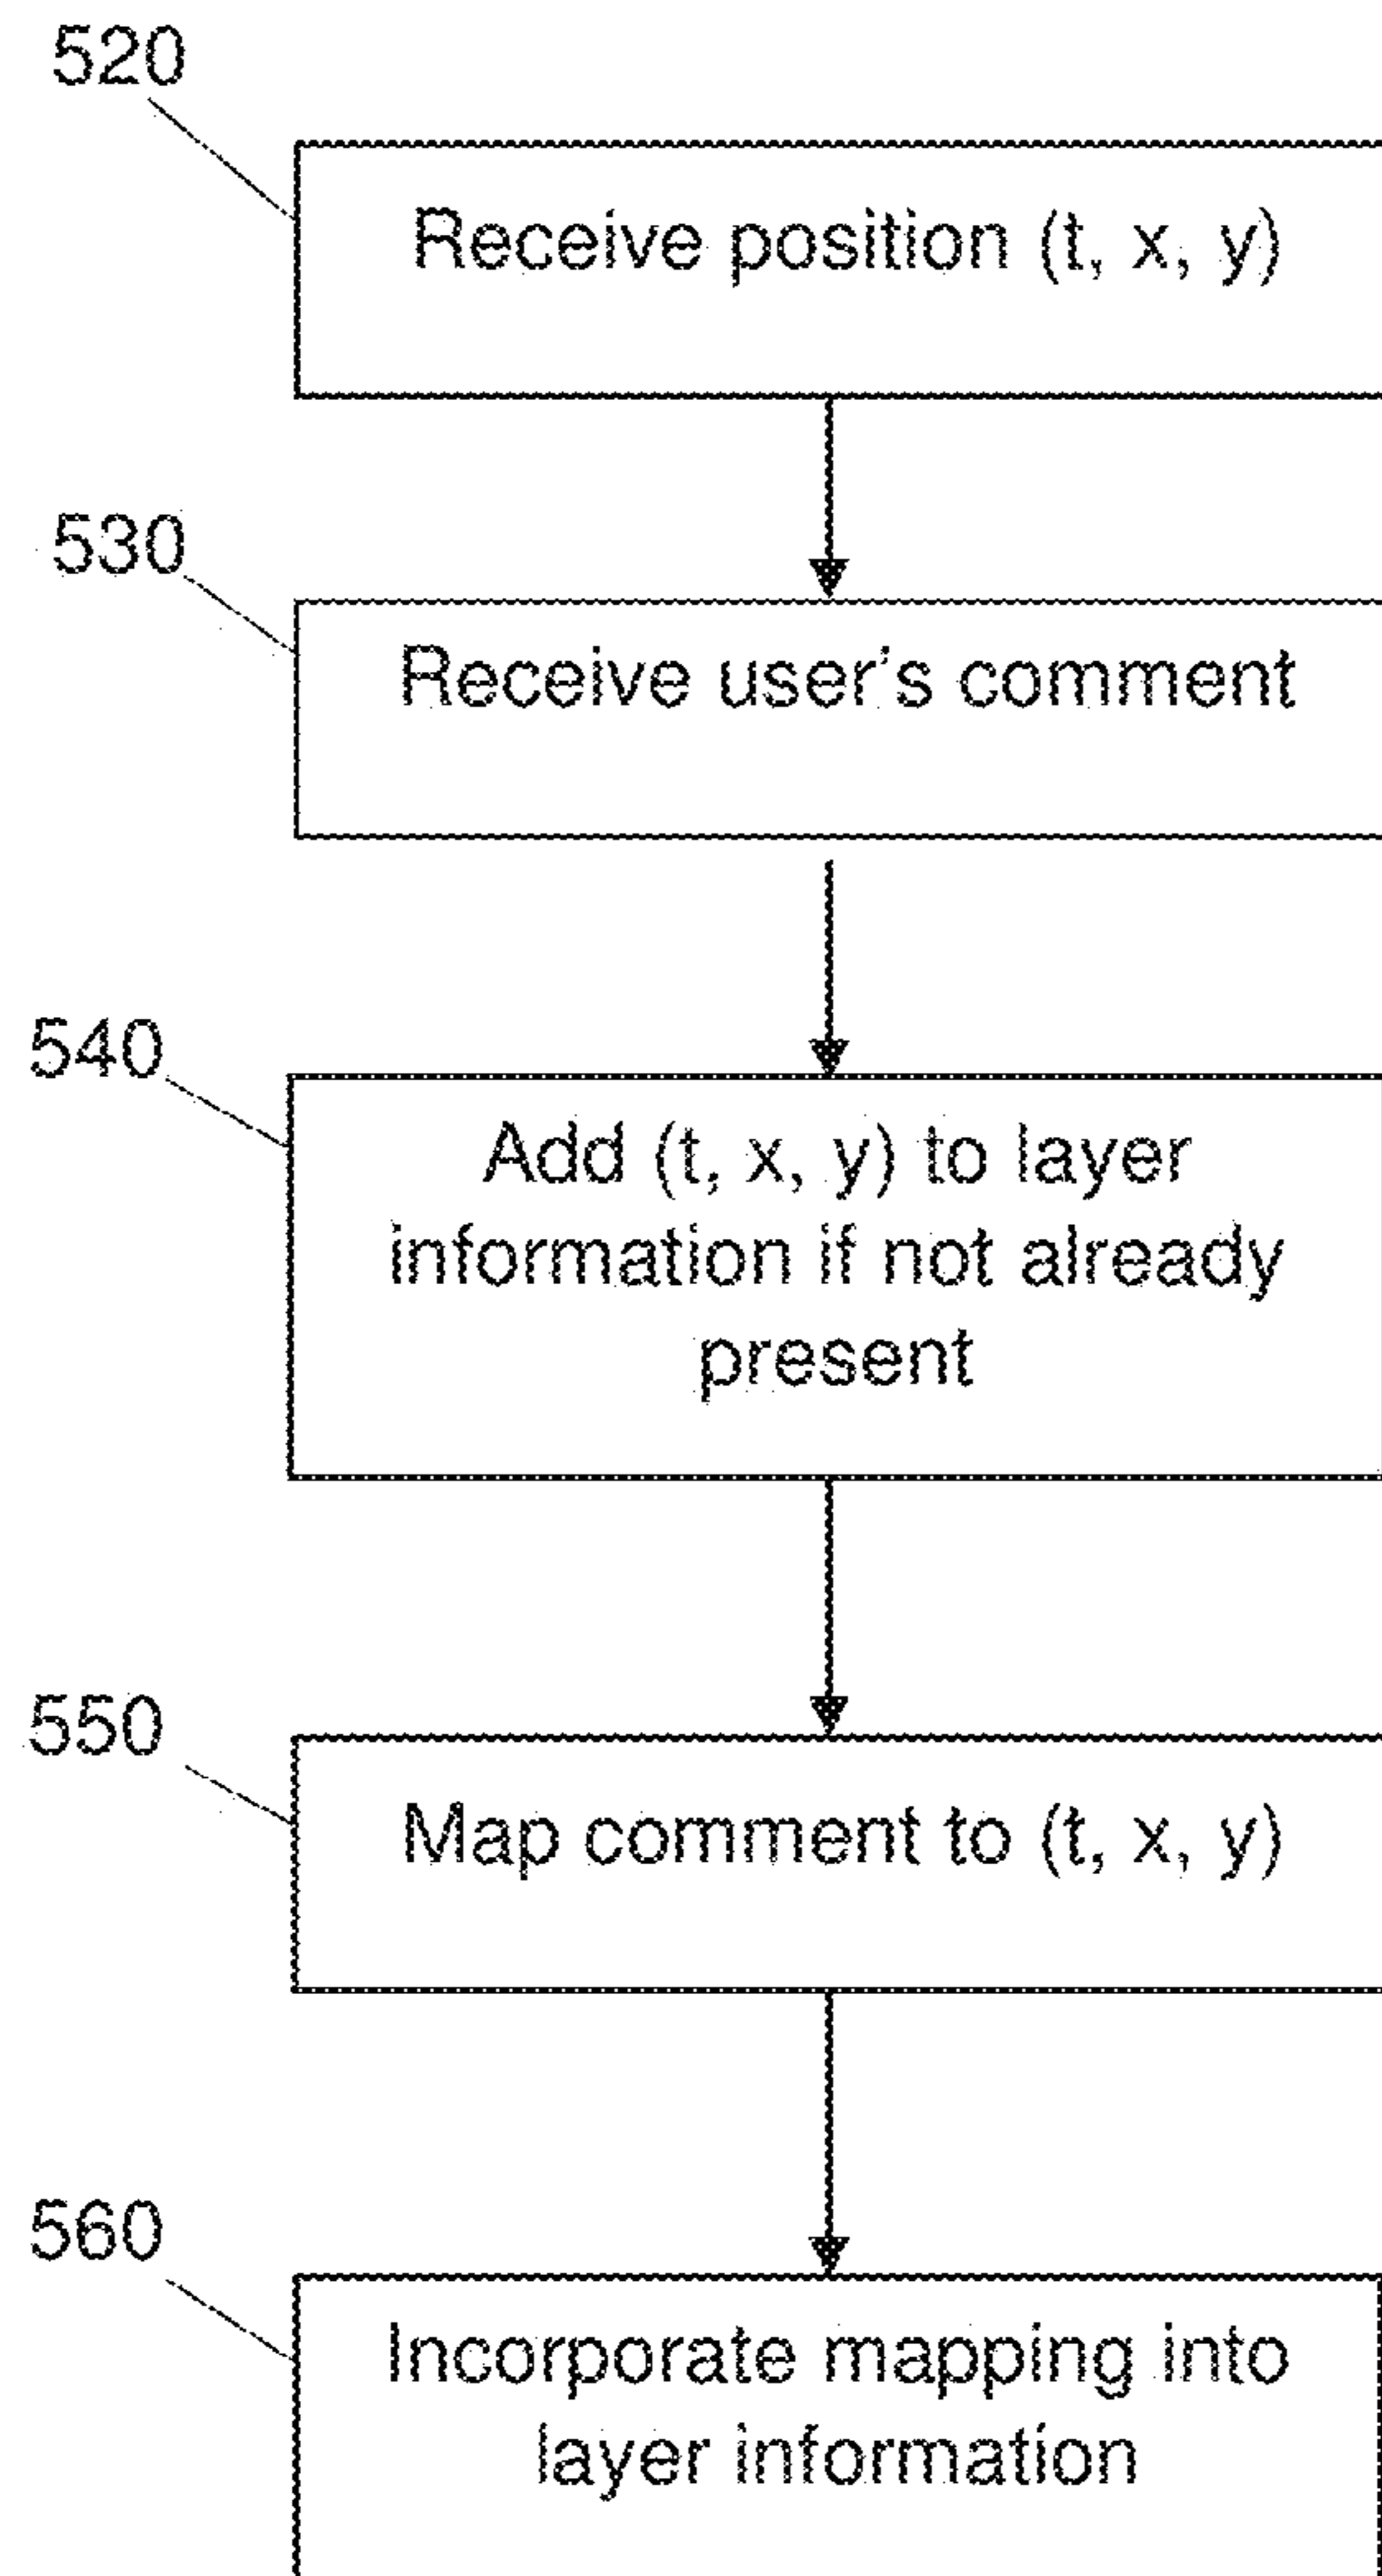 520
Receive position (t, x, y)
530
Receive user's comment
540
Add (t, x, y) to layer
information if not already
present
550
Map comment to (t, x, y)
560
Incorporate mapping into
layer information